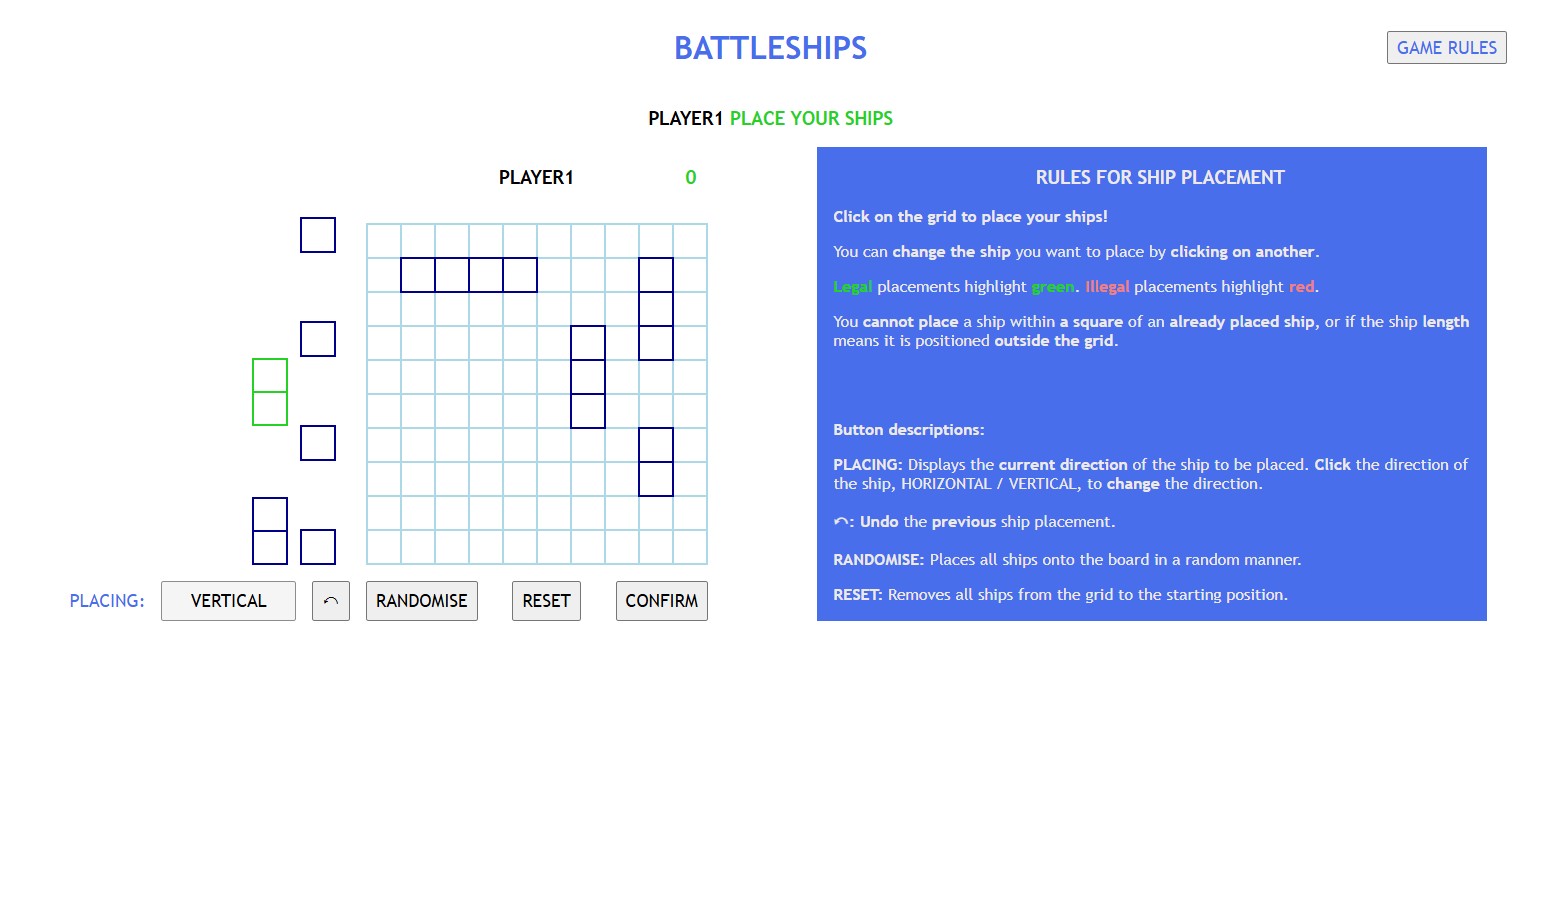 BATTLESHIPS
GAME RULES
PLAYER1 PLACE YOUR SHIPS
PLAYER1 0
RULES FOR SHIP PLACEMENT
Click on the grid to place your ships!
You can change the ship you want to place by clicking on another.
Legal placements highlight green. Illegal placements highlight red.
You cannot place a ship within a square of an already placed ship, or if the ship length
means it is positioned outside the grid.
Button descriptions:
PLACING: Displays the current direction of the ship to be placed. Click the direction of
the ship, HORIZONTAL / VERTICAL, to change the direction.
⤺: Undo the previous ship placement.
RANDOMISE: Places all ships onto the board in a random manner.
RESET: Removes all ships from the grid to the starting position.
PLACING: VERTICAL ⤺ RANDOMISE RESET CONFIRM